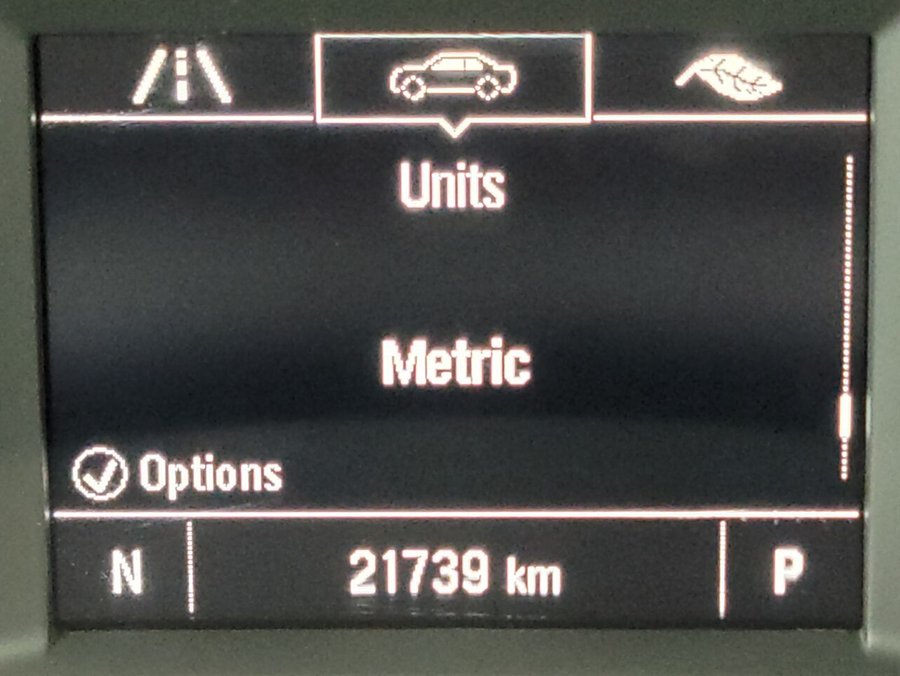 Units
Metric
Options
N 21739 km P